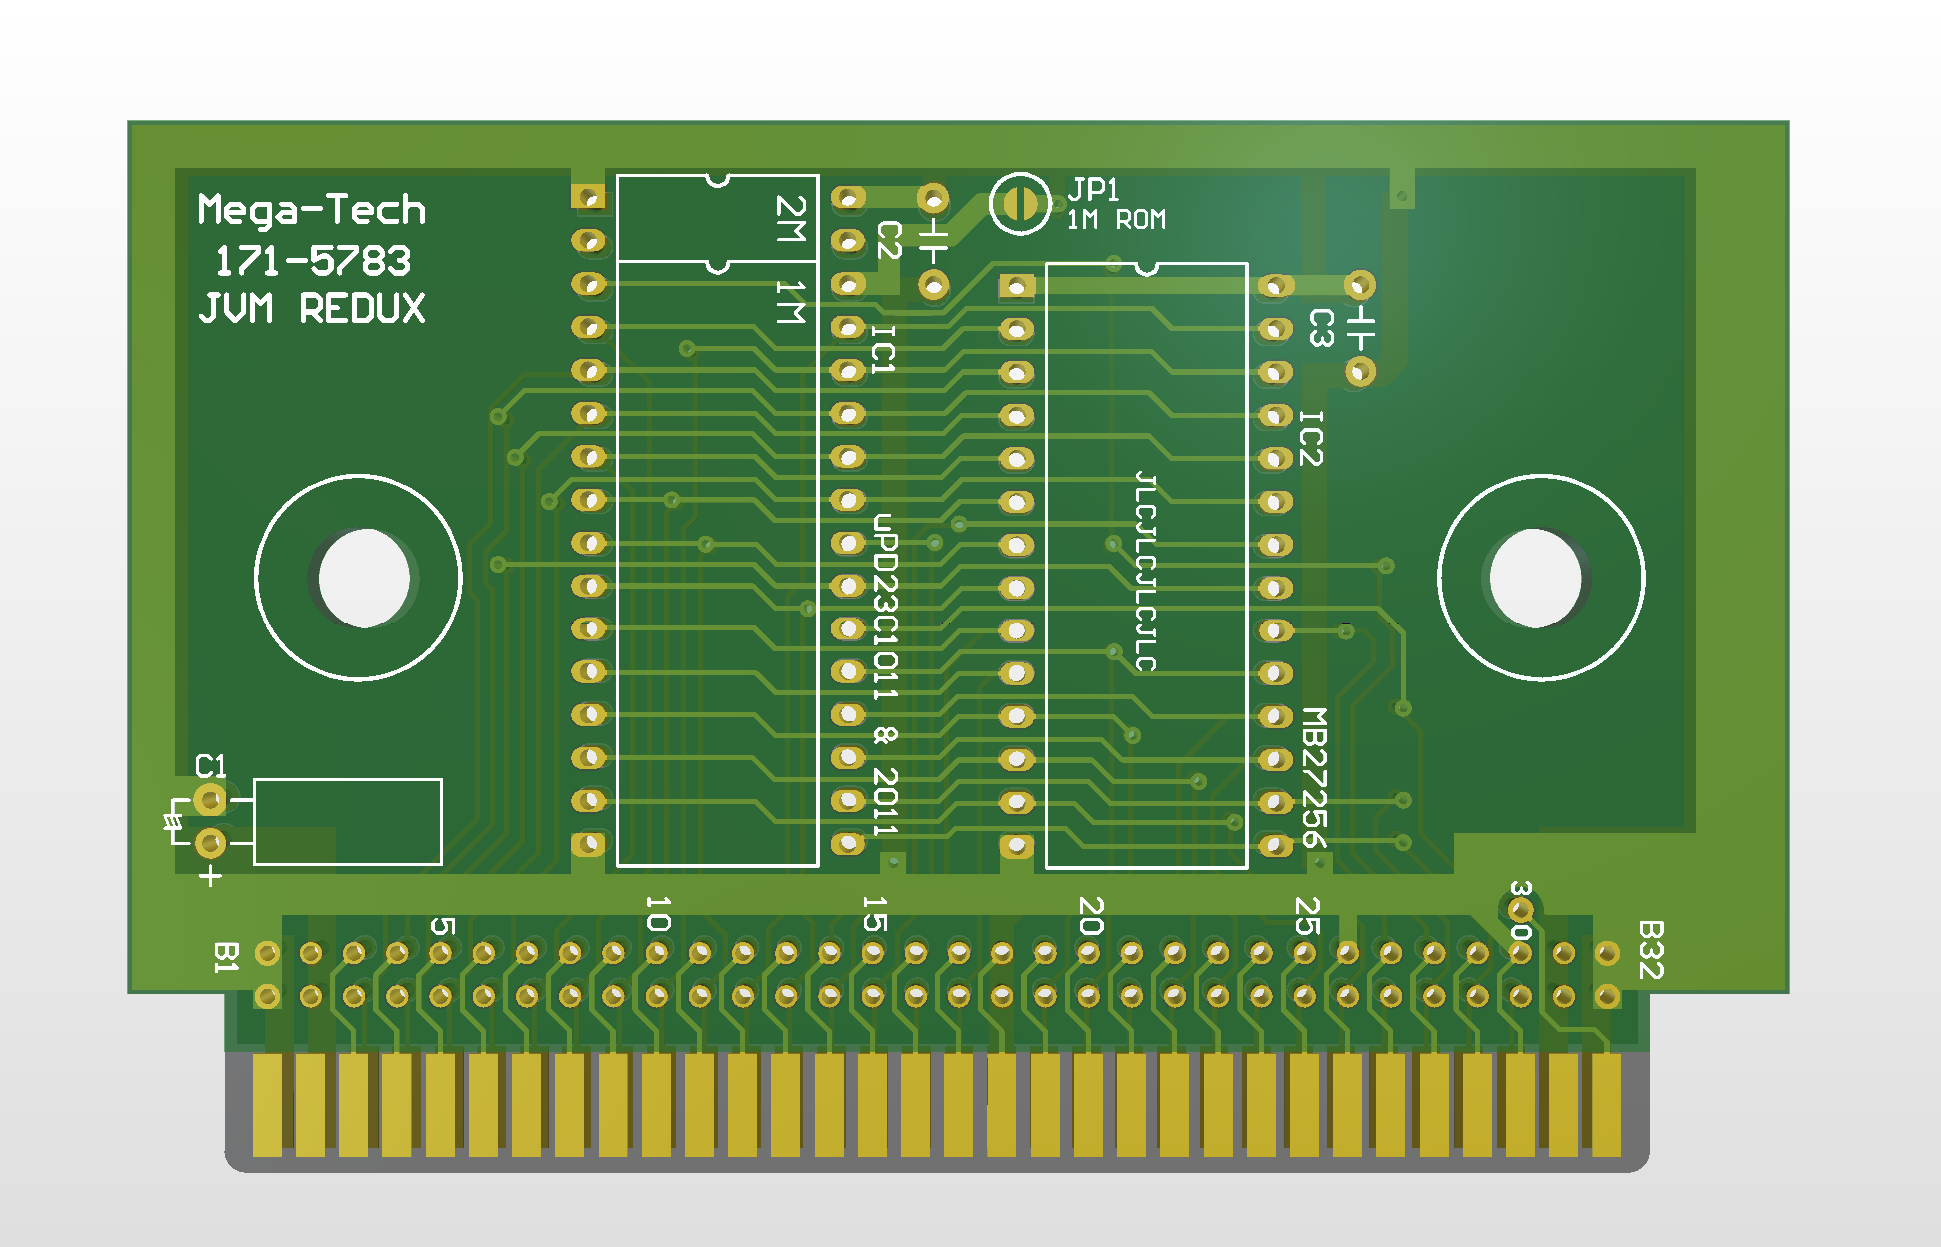 Mega-Tech
171-5783
JVM REDUX
2M
1M
C2
JP1
1M ROM
IC1
C3
IC2
JLCJLCJLCJLC
uPD23C1011 & 2011
MB27256
C1
+
B1
5
10
15
20
25
30
B32